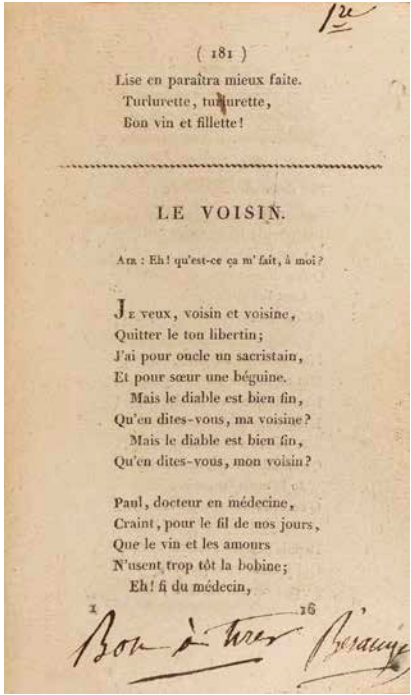 1re
( 181 )
Lise en paraîtra mieux faite.
Turlurette, turlurette,
Bon vin et fillette!
LE VOISIN.
AIR : Eh! qu'est-ce ça m' fait, à moi?
JE veux, voisin et voisine,
Quitter le ton libertin;
J'ai pour oncle un sacristain,
Et pour sœur une béguine.
Mais le diable est bien fin,
Qu'en dites-vous, ma voisine?
Mais le diable est bien fin,
Qu'en dites-vous, mon voisin?
Paul, docteur en médecine,
Craint, pour le fil de nos jours,
Que le vin et les amours
N'usent trop tôt la bobine;
Eh! fi du médecin,
1 16
Bon à tirer Béranger